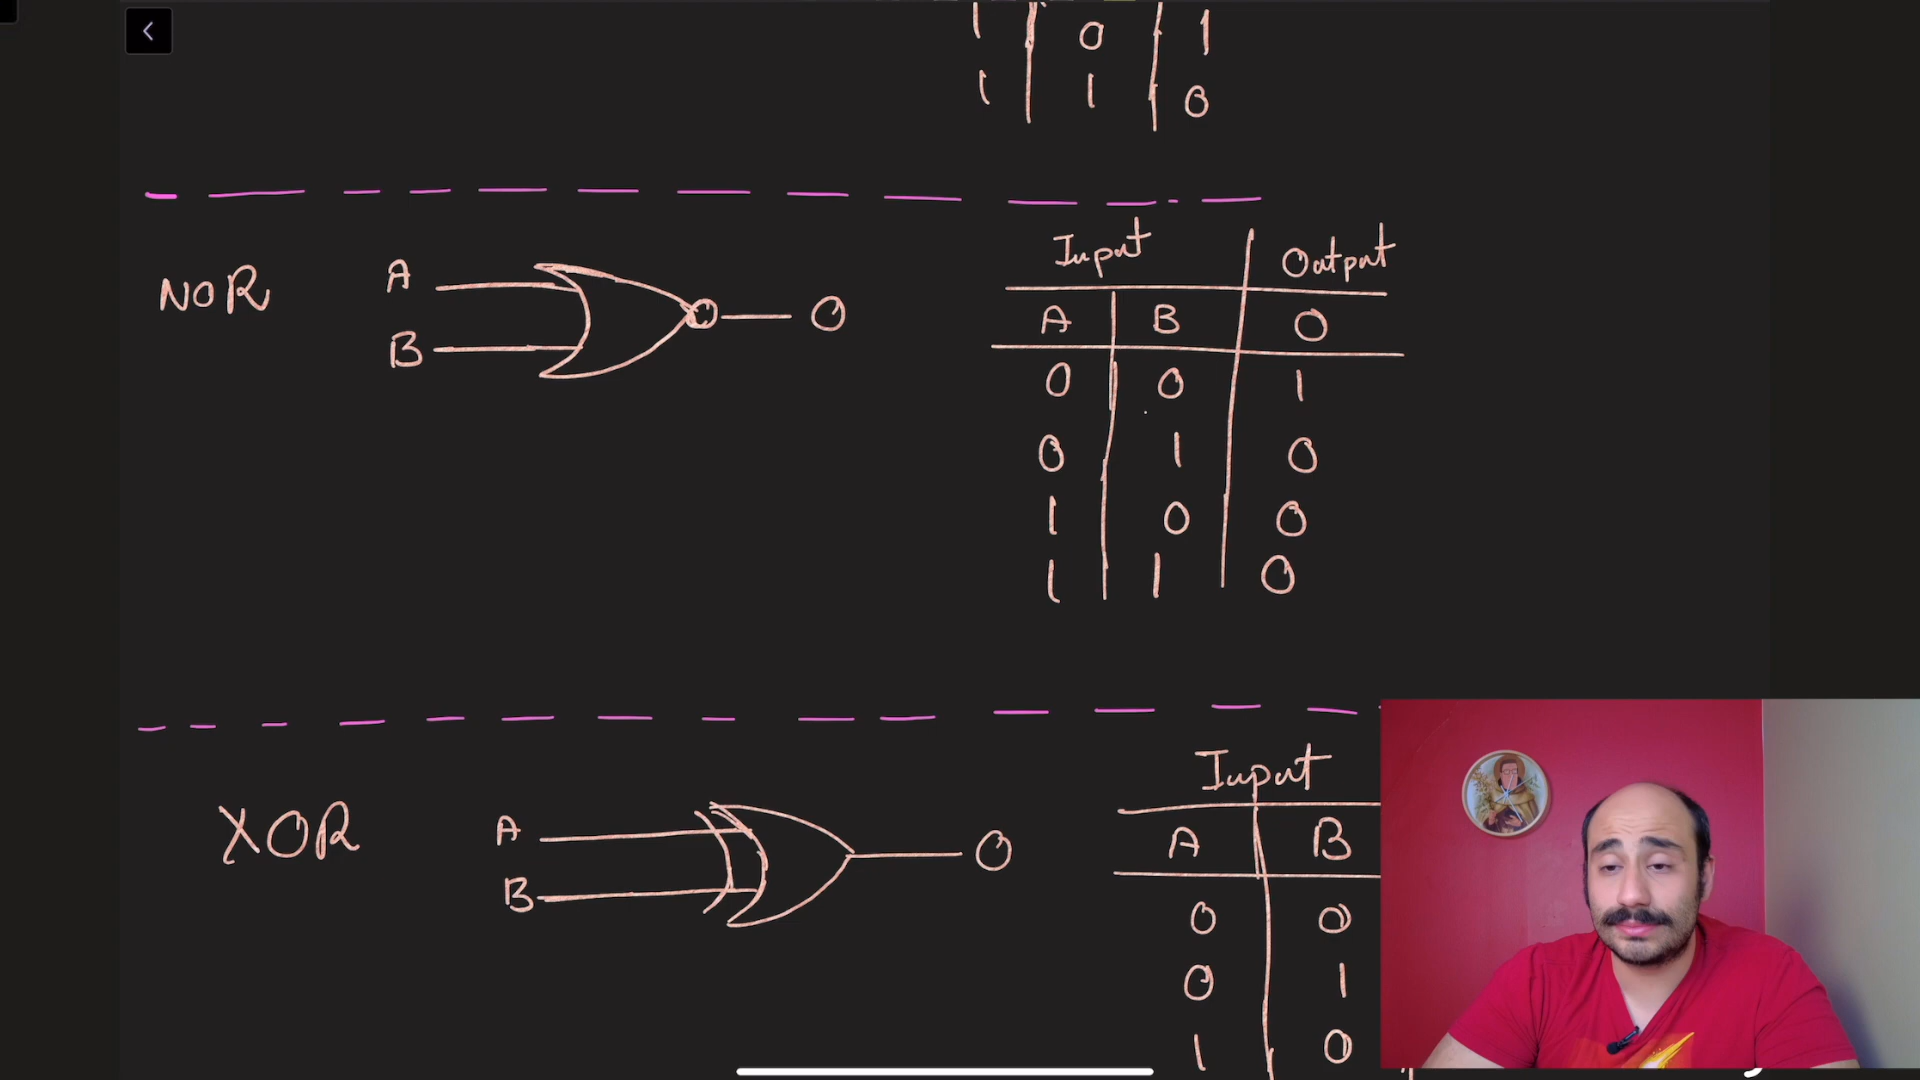 1 0 1
1 1 0
NOR A B O
Input Output
A B O
0 0 1
0 1 0
1 0 0
1 1 0
XOR A B O
Input
A B
0 0
0 1
1 0